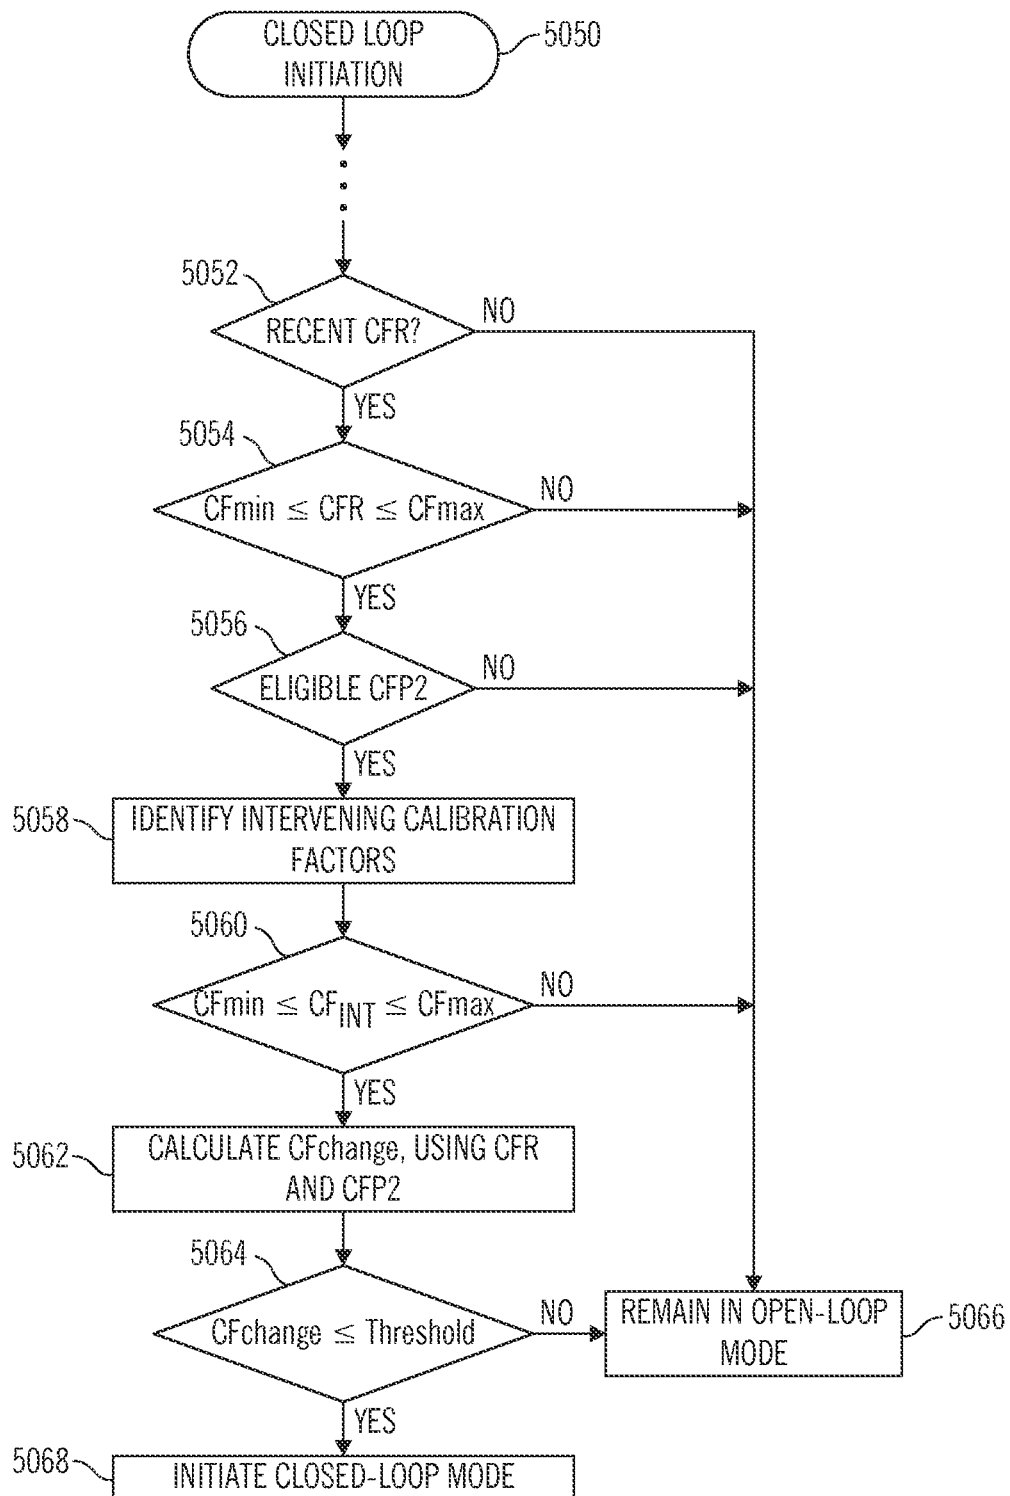 CLOSED LOOP
INITIATION
5050
5052
RECENT CFR?
NO
YES
5054
CFmin ≤ CFR ≤ CFmax
NO
YES
5056
ELIGIBLE CFP2
NO
YES
5058
IDENTIFY INTERVENING CALIBRATION
FACTORS
5060
CFmin ≤ CFINT ≤ CFmax
NO
YES
5062
CALCULATE CFchange, USING CFR
AND CFP2
5064
CFchange ≤ Threshold
NO
REMAIN IN OPEN-LOOP
MODE
5066
YES
5068
INITIATE CLOSED-LOOP MODE